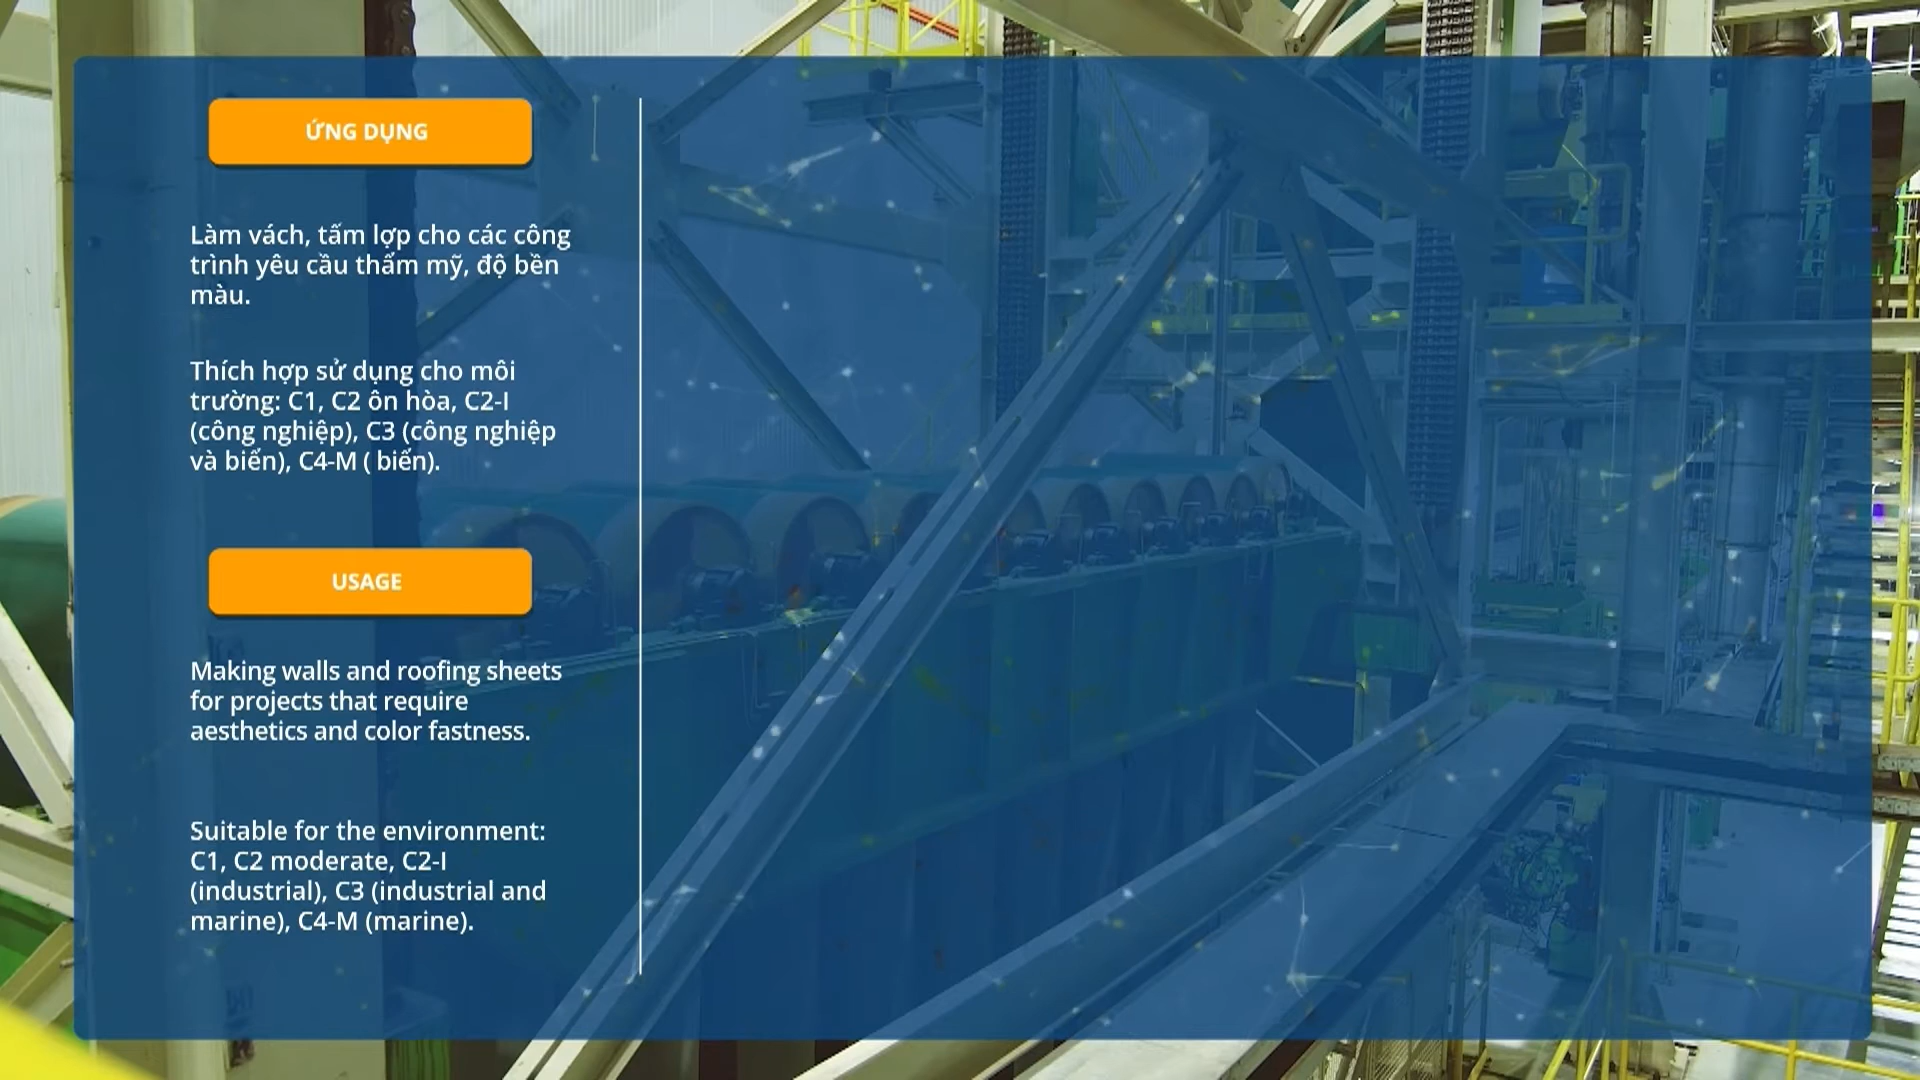 ỨNG DỤNG
Làm vách, tấm lợp cho các công
trình yêu cầu thẩm mỹ, độ bền
màu.
Thích hợp sử dụng cho môi
trường: C1, C2 ôn hòa, C2-I
(công nghiệp), C3 (công nghiệp
và biển), C4-M ( biển).
USAGE
Making walls and roofing sheets
for projects that require
aesthetics and color fastness.
Suitable for the environment:
C1, C2 moderate, C2-I
(industrial), C3 (industrial and
marine), C4-M (marine).